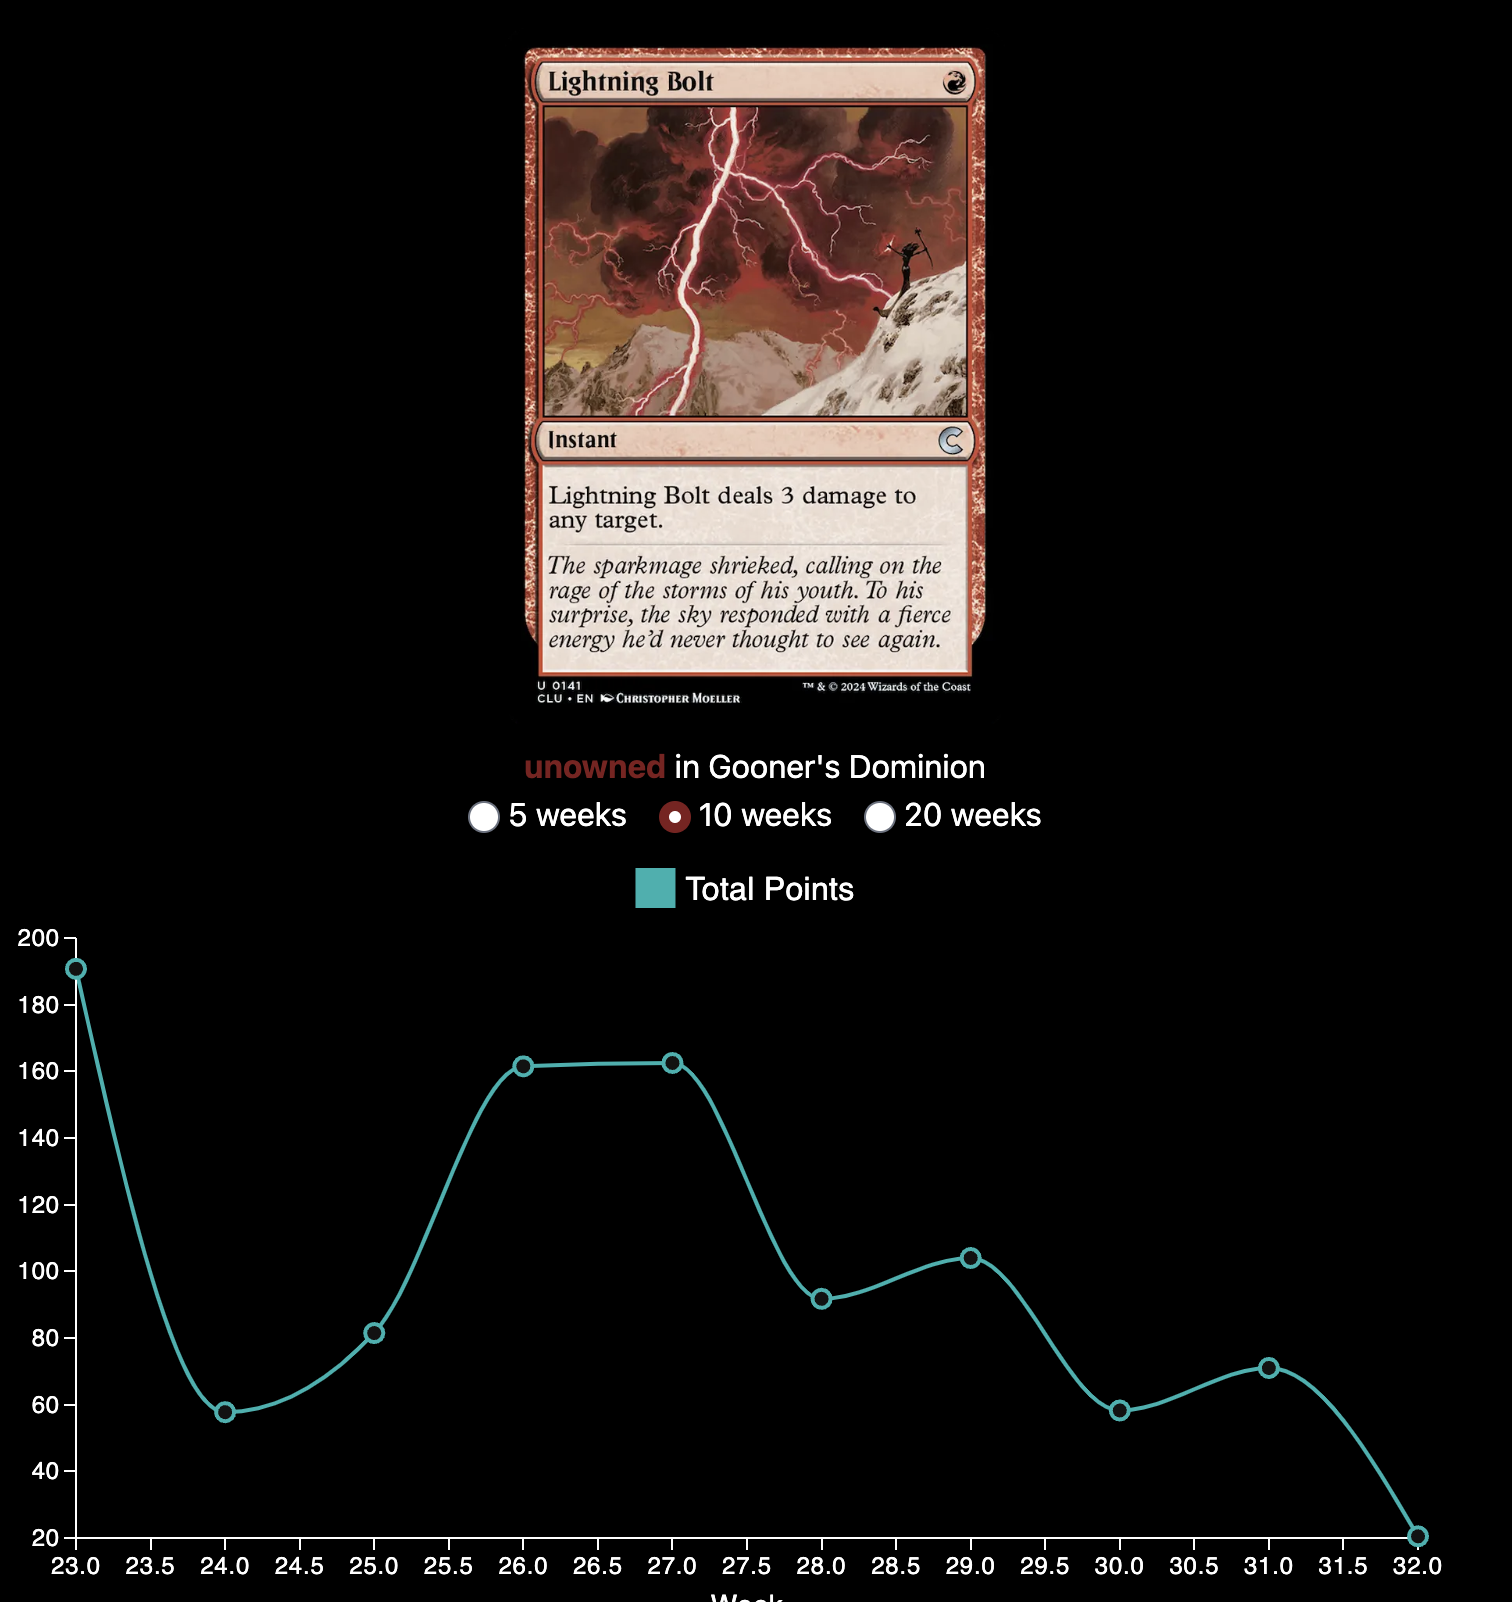 Lightning Bolt
Instant
Lightning Bolt deals 3 damage to
any target.
The sparkmage shrieked, calling on the
rage of the storms of his youth. To his
surprise, the sky responded with a fierce
energy he'd never thought to see again.
U 0141
CLU • EN Christopher Moeller
™ & © 2024 Wizards of the Coast
unowned in Gooner's Dominion
5 weeks 10 weeks 20 weeks
Total Points
200
180
160
140
120
100
80
60
40
20
23.0 23.5 24.0 24.5 25.0 25.5 26.0 26.5 27.0 27.5 28.0 28.5 29.0 29.5 30.0 30.5 31.0 31.5 32.0
Week